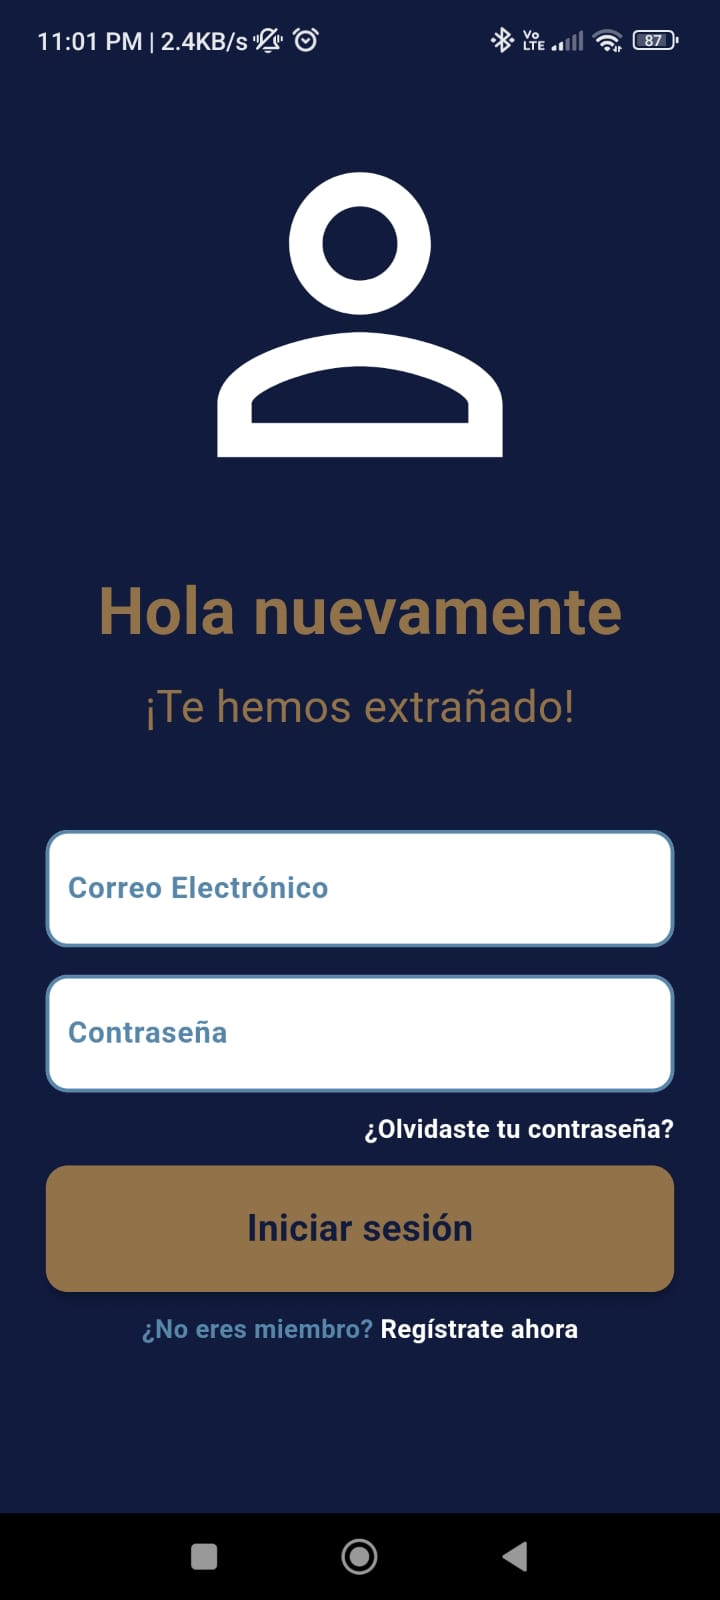 11:01 PM | 2.4KB/s Vo LTE 87
Hola nuevamente
¡Te hemos extrañado!
Correo Electrónico
Contraseña
¿Olvidaste tu contraseña?
Iniciar sesión
¿No eres miembro? Regístrate ahora